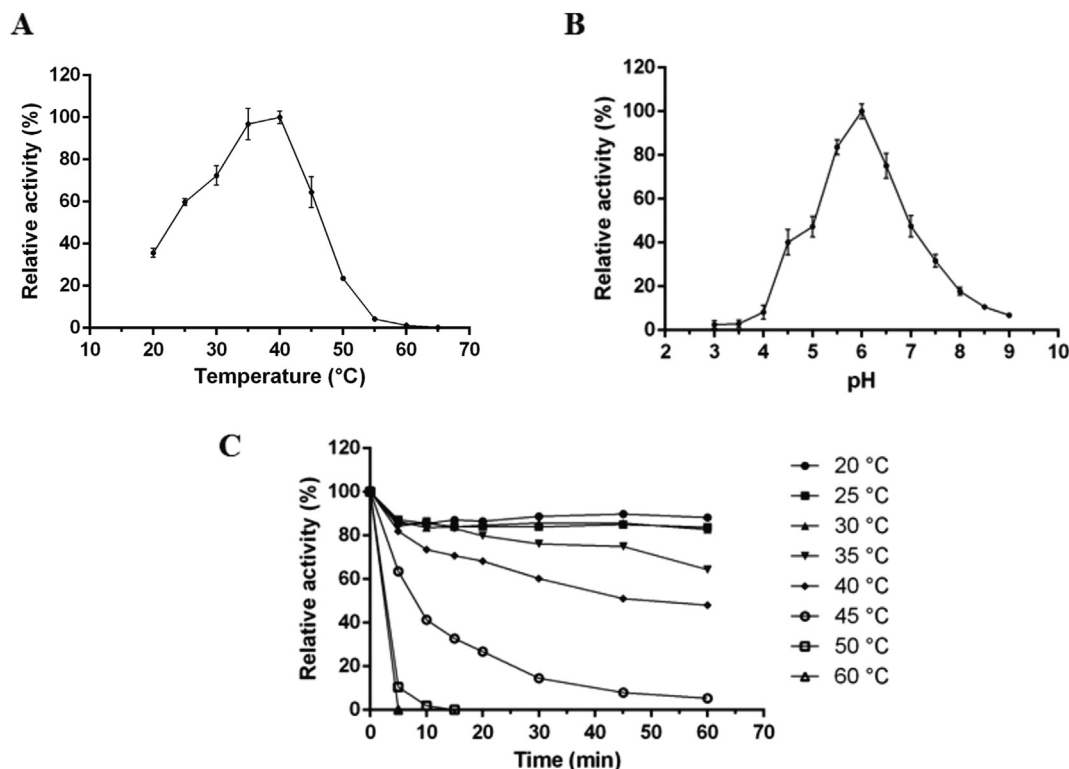 A
Relative activity (%)
120
100
80
60
40
20
0
10 20 30 40 50 60 70
Temperature (°C)
B
Relative activity (%)
120
100
80
60
40
20
0
2 3 4 5 6 7 8 9 10
pH
C
Relative activity (%)
120
100
80
60
40
20
0
0 10 20 30 40 50 60 70
Time (min)
20 °C
25 °C
30 °C
35 °C
40 °C
45 °C
50 °C
60 °C